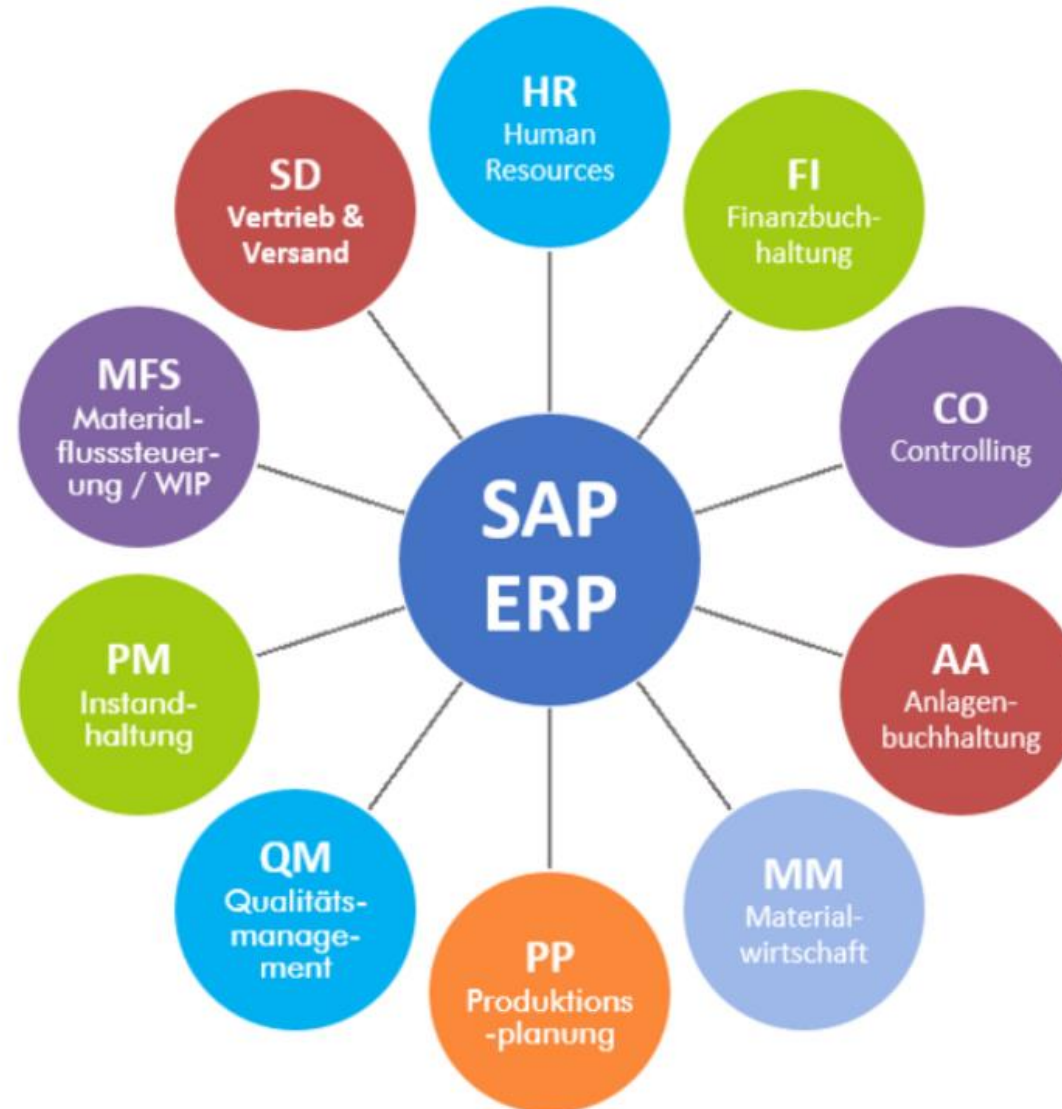 HR
Human
Resources
FI
Finanzbuch-
haltung
CO
Controlling
AA
Anlagen-
buchhaltung
MM
Material-
wirtschaft
PP
Produktions
-planung
QM
Qualitäts-
manage-
ment
PM
Instand-
haltung
MFS
Material-
flusssteuer-
ung / WIP
SD
Vertrieb &
Versand
SAP
ERP